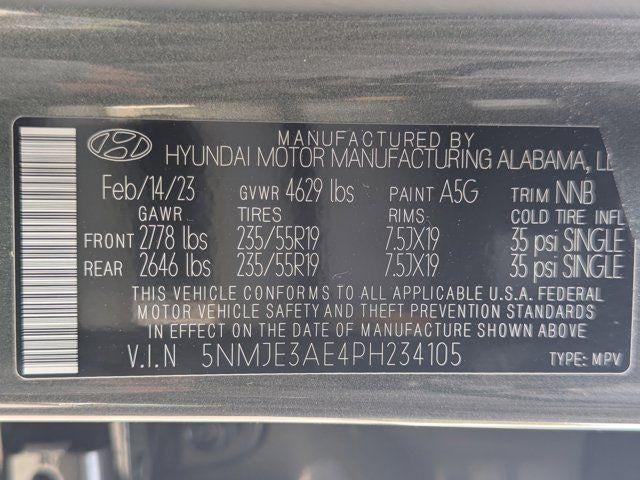 MANUFACTURED BY
HYUNDAI MOTOR MANUFACTURING ALABAMA, LL
Feb/14/23 GVWR 4629 lbs PAINT A5G TRIM NNB
GAWR TIRES RIMS COLD TIRE INFL
FRONT 2778 lbs 235/55R19 7.5JX19 35 psi SINGLE
REAR 2646 lbs 235/55R19 7.5JX19 35 psi SINGLE
THIS VEHICLE CONFORMS TO ALL APPLICABLE U.S.A. FEDERAL
MOTOR VEHICLE SAFETY AND THEFT PREVENTION STANDARDS
IN EFFECT ON THE DATE OF MANUFACTURE SHOWN ABOVE.
V.I.N 5NMJE3AE4PH234105 TYPE: MPV